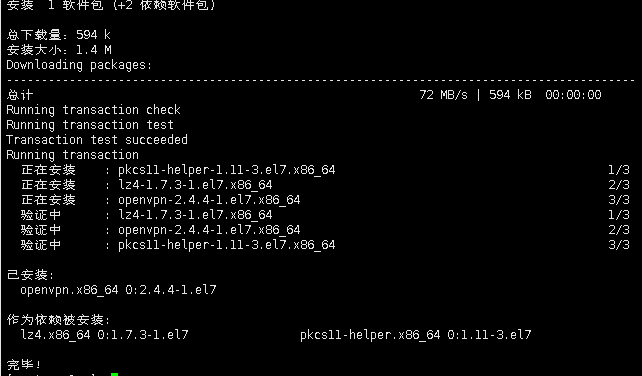 安装  1 软件包 (+2 依赖软件包)
总下载量：594 k
安装大小：1.4 M
Downloading packages:
--------------------------------------------------------------------------------
总计 72 MB/s | 594 kB 00:00:00
Running transaction check
Running transaction test
Transaction test succeeded
Running transaction
正在安装 : pkcs11-helper-1.11-3.el7.x86_64 1/3
正在安装 : lz4-1.7.3-1.el7.x86_64 2/3
正在安装 : openvpn-2.4.4-1.el7.x86_64 3/3
验证中 : lz4-1.7.3-1.el7.x86_64 1/3
验证中 : openvpn-2.4.4-1.el7.x86_64 2/3
验证中 : pkcs11-helper-1.11-3.el7.x86_64 3/3
已安装:
openvpn.x86_64 0:2.4.4-1.el7
作为依赖被安装:
lz4.x86_64 0:1.7.3-1.el7 pkcs11-helper.x86_64 0:1.11-3.el7
完毕！